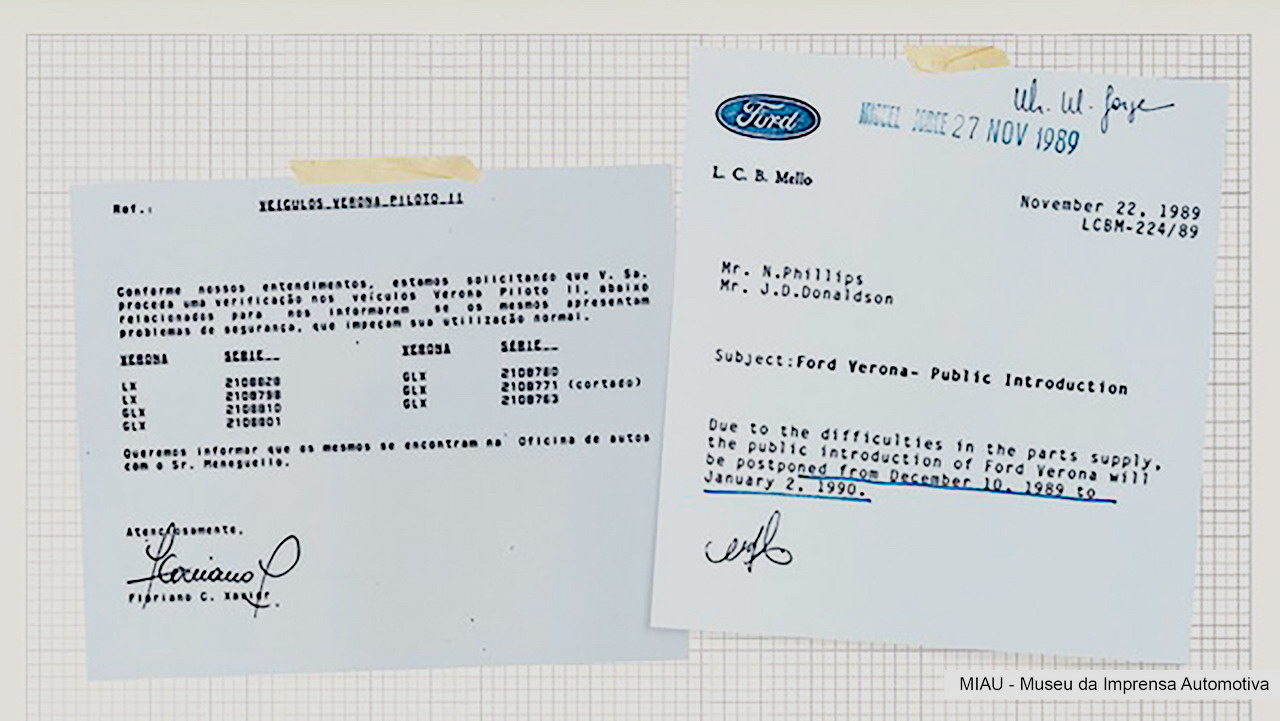 Ref.:
VEÍCULOS VERONA PILOTO II
Conforme nossos entendimentos, estamos solicitando que V. Sa.
proceda uma verificação nos veículos Verona Piloto II, abaixo
relacionados para nos informarem se os mesmos apresentam
problemas de segurança, que impeçam sua utilização normal.
VERONA SÉRIE VERONA SÉRIE
LX 2108828 GLX 2108780
LX 2108798 GLX 2108771 (cortado)
GLX 2108810 GLX 2108763
GLX 2108801
Queremos informar que os mesmos se encontram na Oficina de autos
com o Sr. Meneguello.
Atenciosamente,
Floriano C. Xavier.
Ford
MIGUEL JORGE 27 NOV 1989
L. C. B. Mello
November 22, 1989
LCBM-224/89
Mr. N.Phillips
Mr. J.D.Donaldson
Subject:Ford Verona- Public Introduction
Due to the difficulties in the parts supply,
the public introduction of Ford Verona will
be postponed from December 10, 1989 to
January 2, 1990.
MIAU - Museu da Imprensa Automotiva